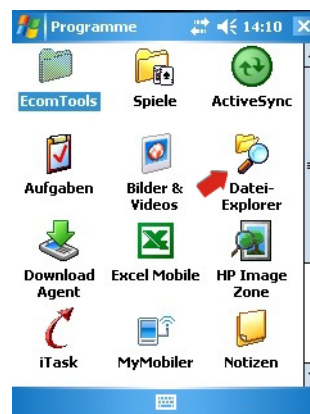 Programme 14:10
EcomTools Spiele ActiveSync
Aufgaben Bilder & Datei-
Videos Explorer
Download Excel Mobile HP Image
Agent Zone
iTask MyMobiler Notizen